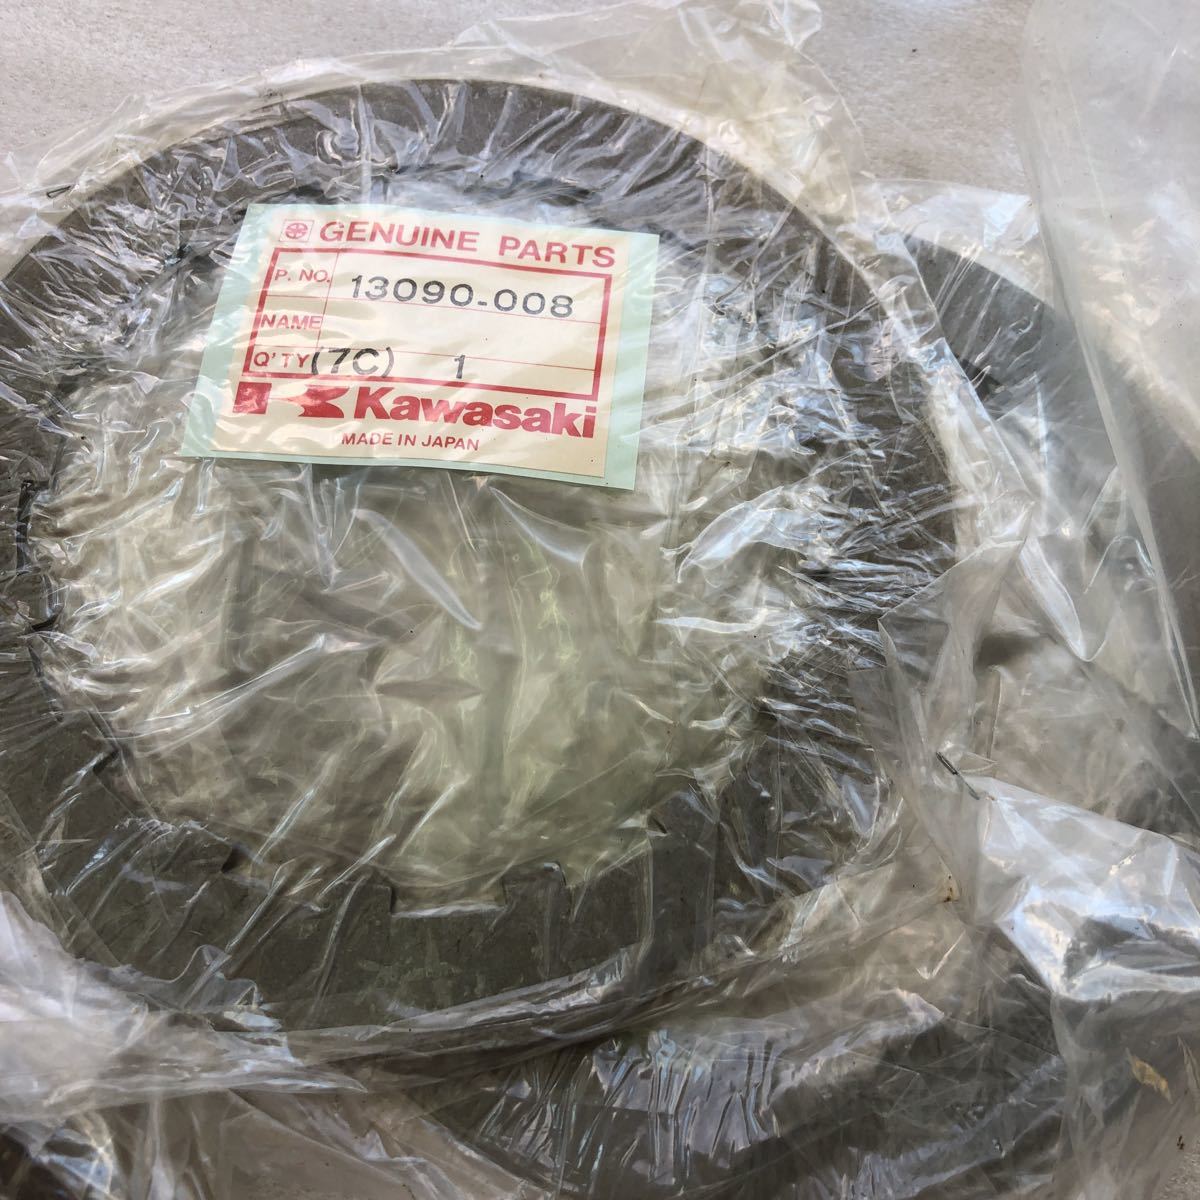 GENUINE PARTS
P. NO. 13090-008
NAME
Q'TY (7C) 1
Kawasaki
MADE IN JAPAN